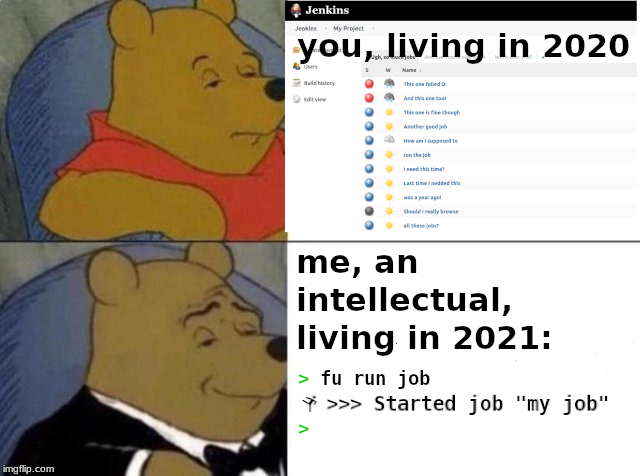 Jenkins
Jenkins › My Project ›
you, living in 2020
Users
Build history
Edit view
S W Name ↓
This one failed D:
And this one too!
This one is fine though
Another good job
How am I supposed to
run the job
I need this time?
Last time I nedded this
was a year ago!
Should I really browse
all these jobs?
me, an
intellectual,
living in 2021:
> fu run job
>>> Started job "my job"
>
imgflip.com